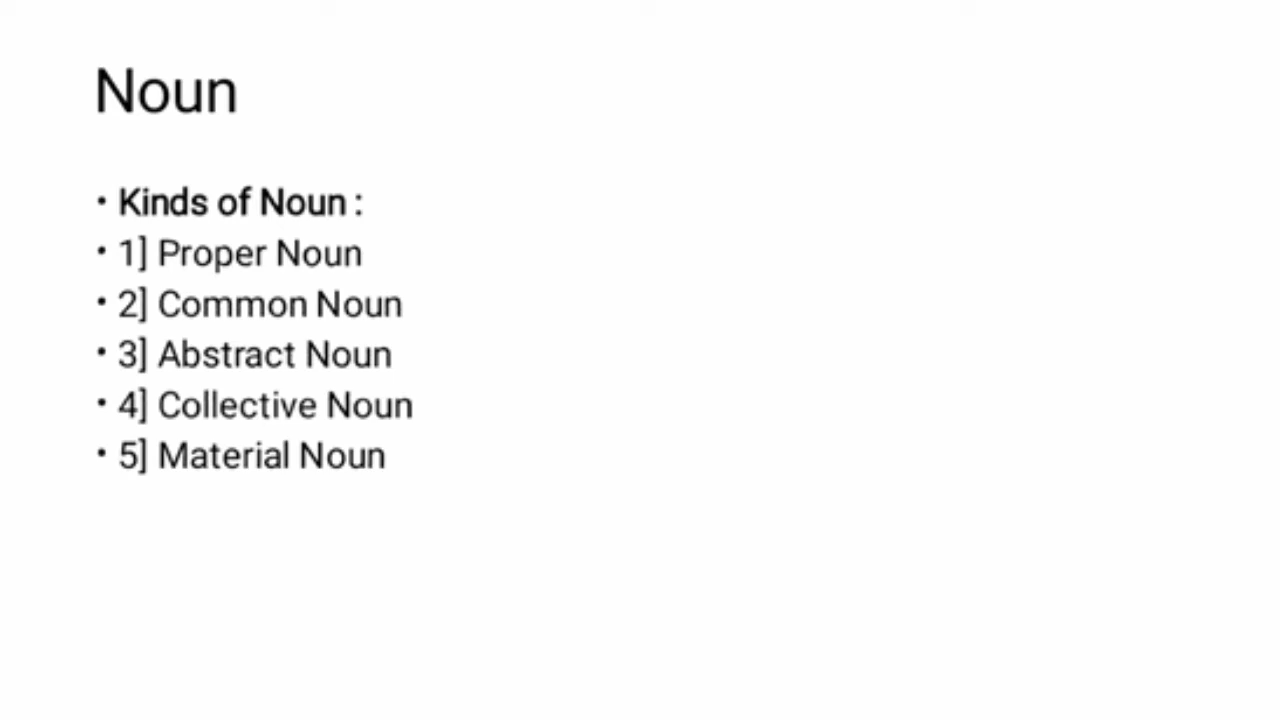 Noun
• Kinds of Noun :
• 1] Proper Noun
• 2] Common Noun
• 3] Abstract Noun
• 4] Collective Noun
• 5] Material Noun